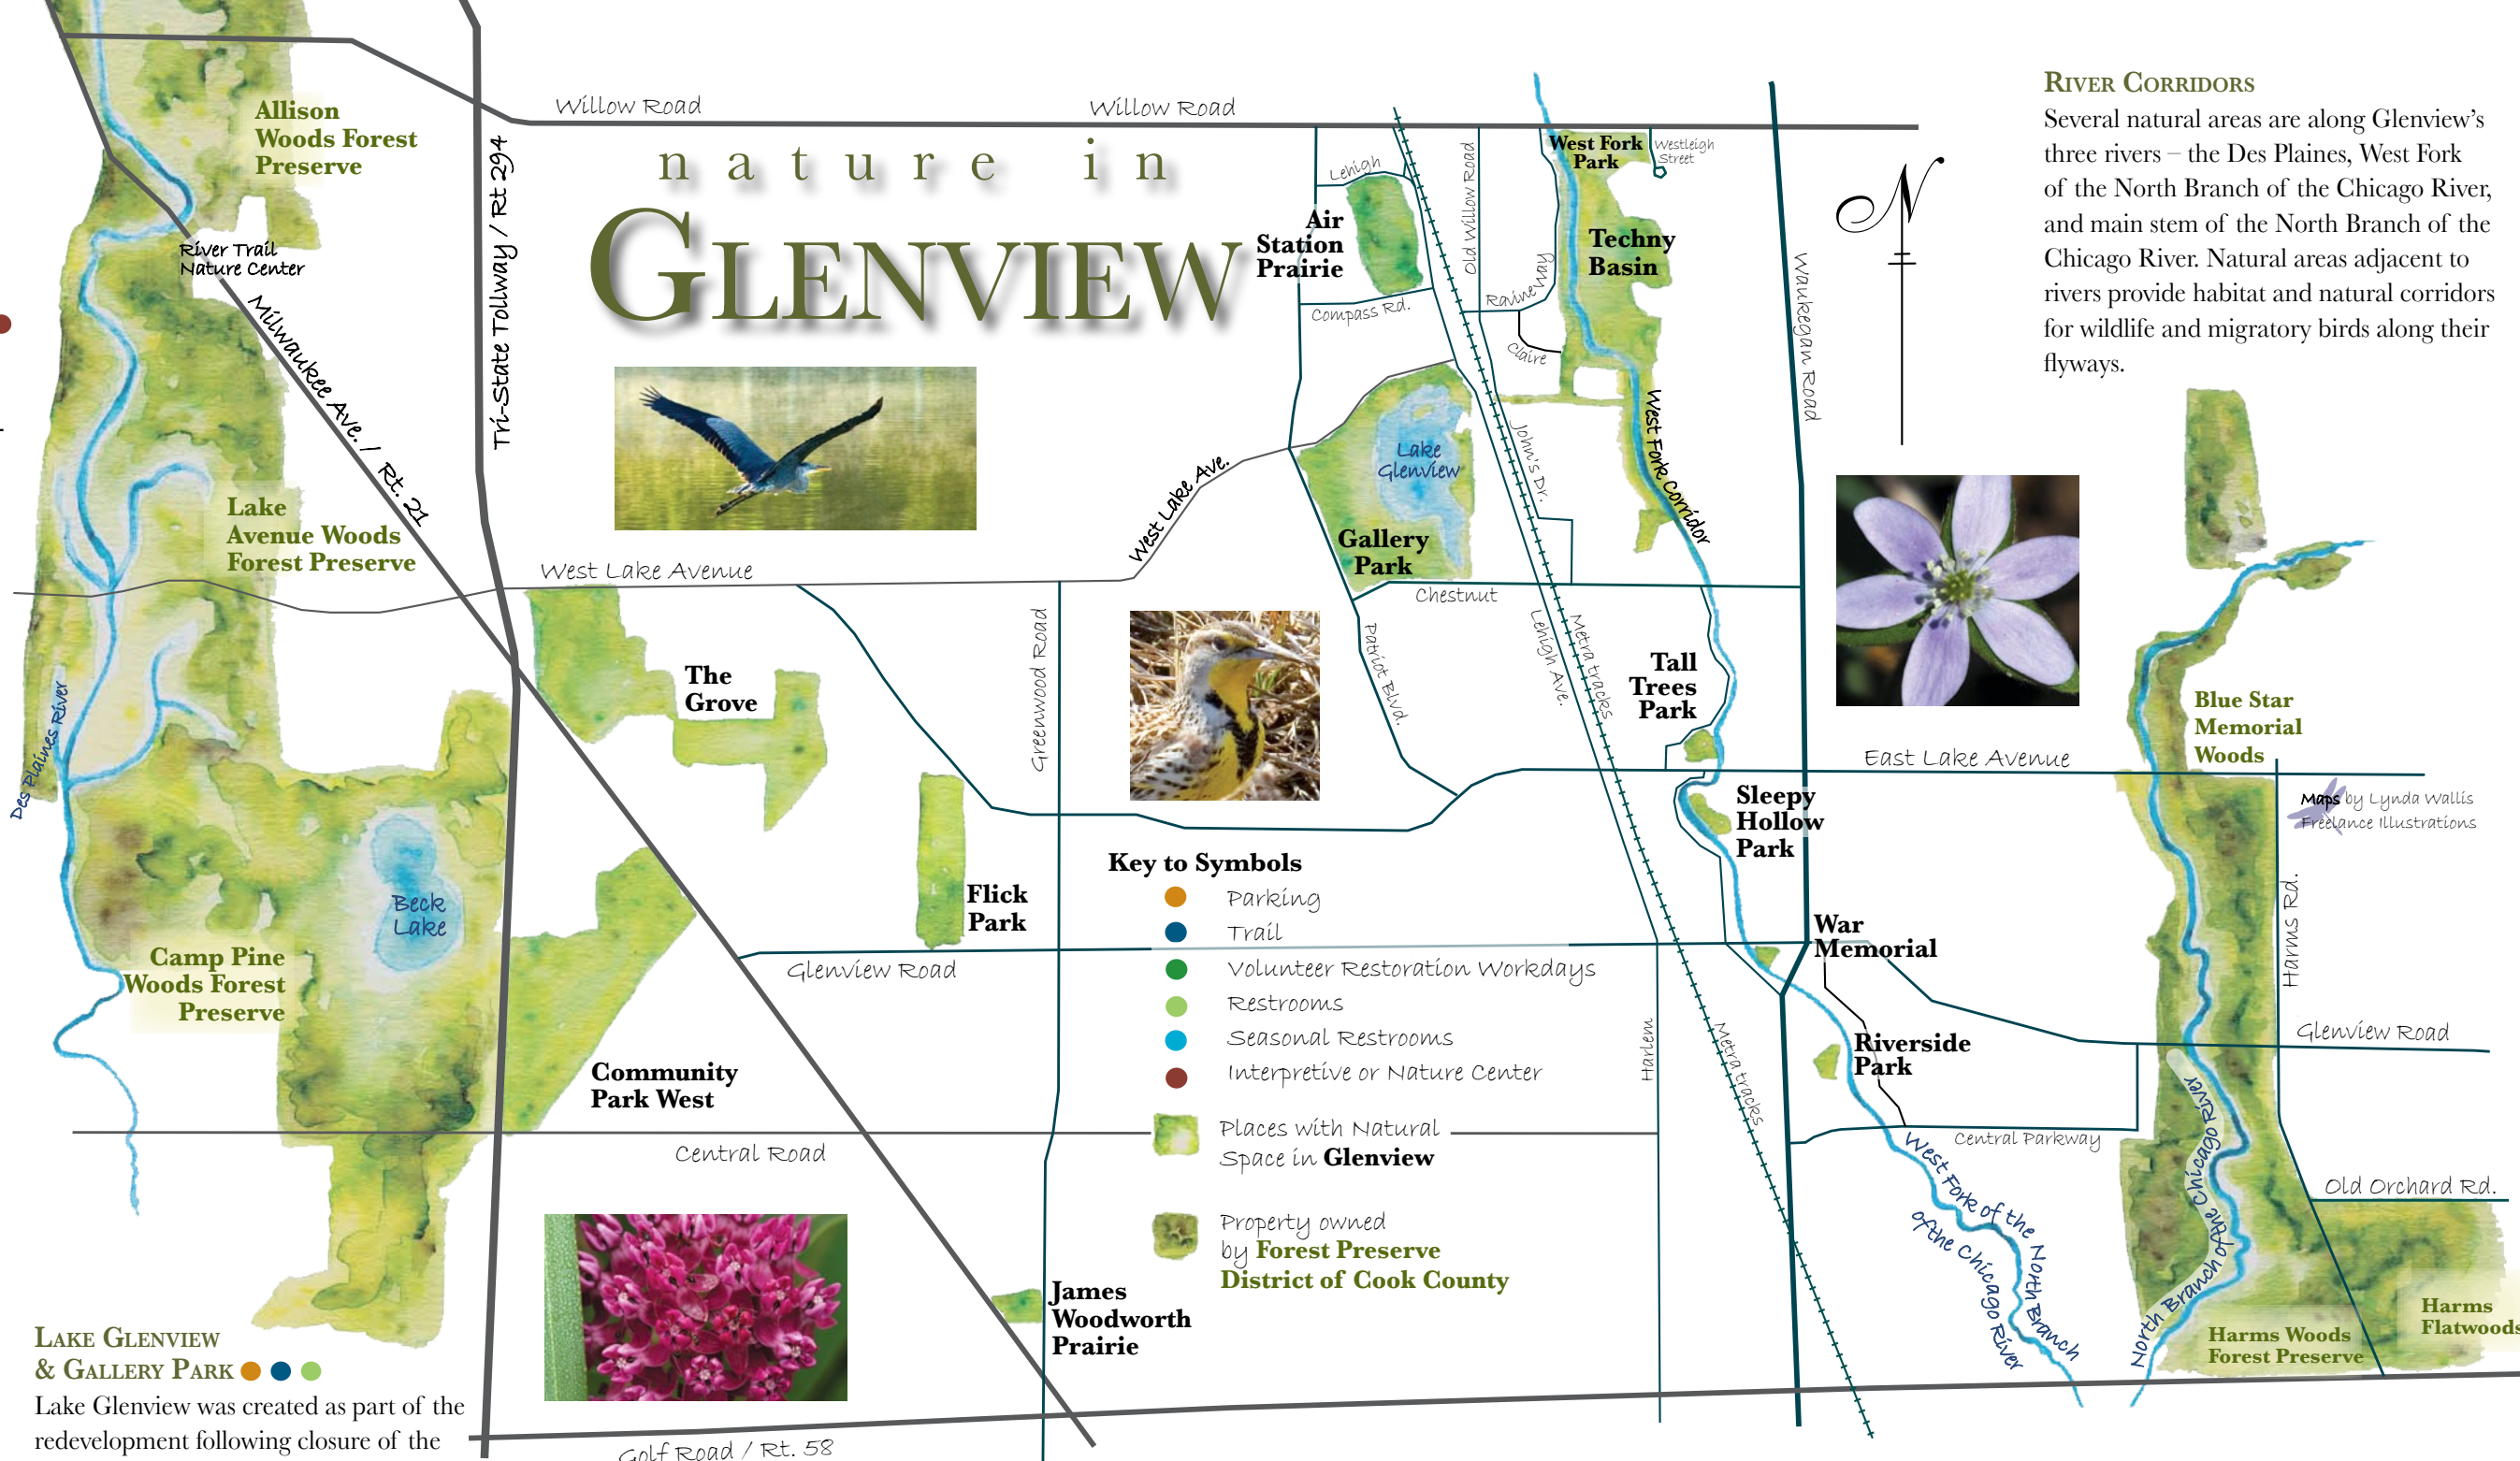 nature in
GLENVIEW
RIVER CORRIDORS
Several natural areas are along Glenview’s
three rivers – the Des Plaines, West Fork
of the North Branch of the Chicago River,
and main stem of the North Branch of the
Chicago River. Natural areas adjacent to
rivers provide habitat and natural corridors
for wildlife and migratory birds along their
flyways.
N
Willow Road
Willow Road
Allison
Woods Forest
Preserve
River Trail
Nature Center
Milwaukee Ave. / Rt. 21
Tri-State Tollway / Rt 294
Lehigh
Air
Station
Prairie
Compass Rd.
Old Willow Road
Raine Way
Claire
West Fork
Park
Westleigh
Street
Techny
Basin
Waukegan Road
West Fork Corridor
John's Dr.
Lake
Glenview
Gallery
Park
West Lake Ave.
Lake
Avenue Woods
Forest Preserve
West Lake Avenue
Chestnut
Greenwood Road
Patriot Blvd.
Lehigh Ave.
Metra tracks
The
Grove
Tall
Trees
Park
East Lake Avenue
Blue Star
Memorial
Woods
Maps by Lynda Wallis
Freelance Illustrations
Des Plaines River
Sleepy
Hollow
Park
Beck
Lake
Flick
Park
Key to Symbols
Parking
Trail
Volunteer Restoration Workdays
Restrooms
Seasonal Restrooms
Interpretive or Nature Center
Places with Natural
Space in Glenview
Property owned
by Forest Preserve
District of Cook County
War
Memorial
Harms Rd.
Glenview Road
Glenview Road
Camp Pine
Woods Forest
Preserve
Community
Park West
Harlem
Metra tracks
Riverside
Park
Central Road
Central Parkway
Old Orchard Rd.
West Fork of the North Branch
of the Chicago River
North Branch of the Chicago River
James
Woodworth
Prairie
Harms Woods
Forest Preserve
Harms
Flatwoods
Golf Road / Rt. 58
LAKE GLENVIEW
& GALLERY PARK
Lake Glenview was created as part of the
redevelopment following closure of the